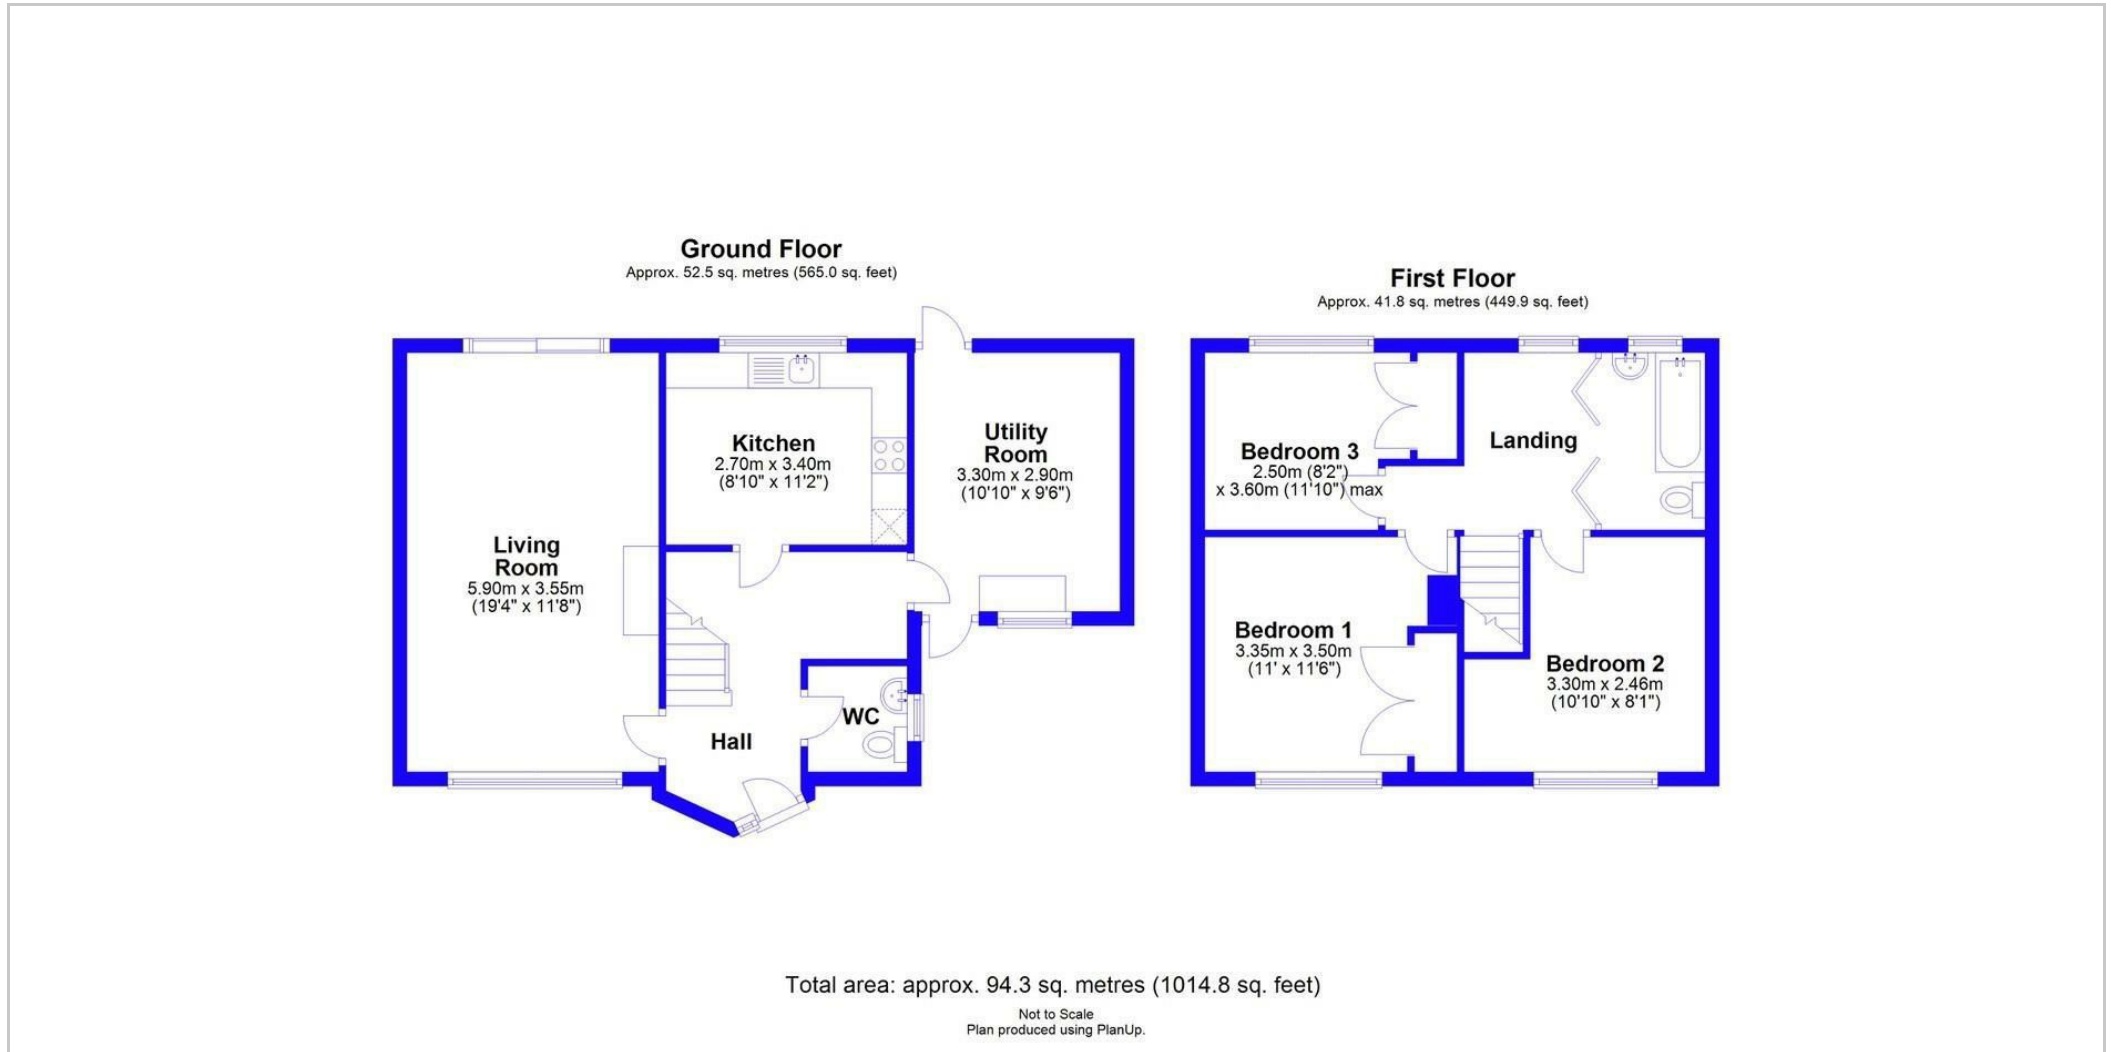 Ground Floor
Approx. 52.5 sq. metres (565.0 sq. feet)
Living
Room
5.90m x 3.55m
(19'4" x 11'8")
Kitchen
2.70m x 3.40m
(8'10" x 11'2")
Utility
Room
3.30m x 2.90m
(10'10" x 9'6")
Hall
WC
First Floor
Approx. 41.8 sq. metres (449.9 sq. feet)
Bedroom 3
2.50m (8'2")
x 3.60m (11'10") max
Landing
Bedroom 1
3.35m x 3.50m
(11' x 11'6")
Bedroom 2
3.30m x 2.46m
(10'10" x 8'1")
Total area: approx. 94.3 sq. metres (1014.8 sq. feet)
Not to Scale
Plan produced using PlanUp.